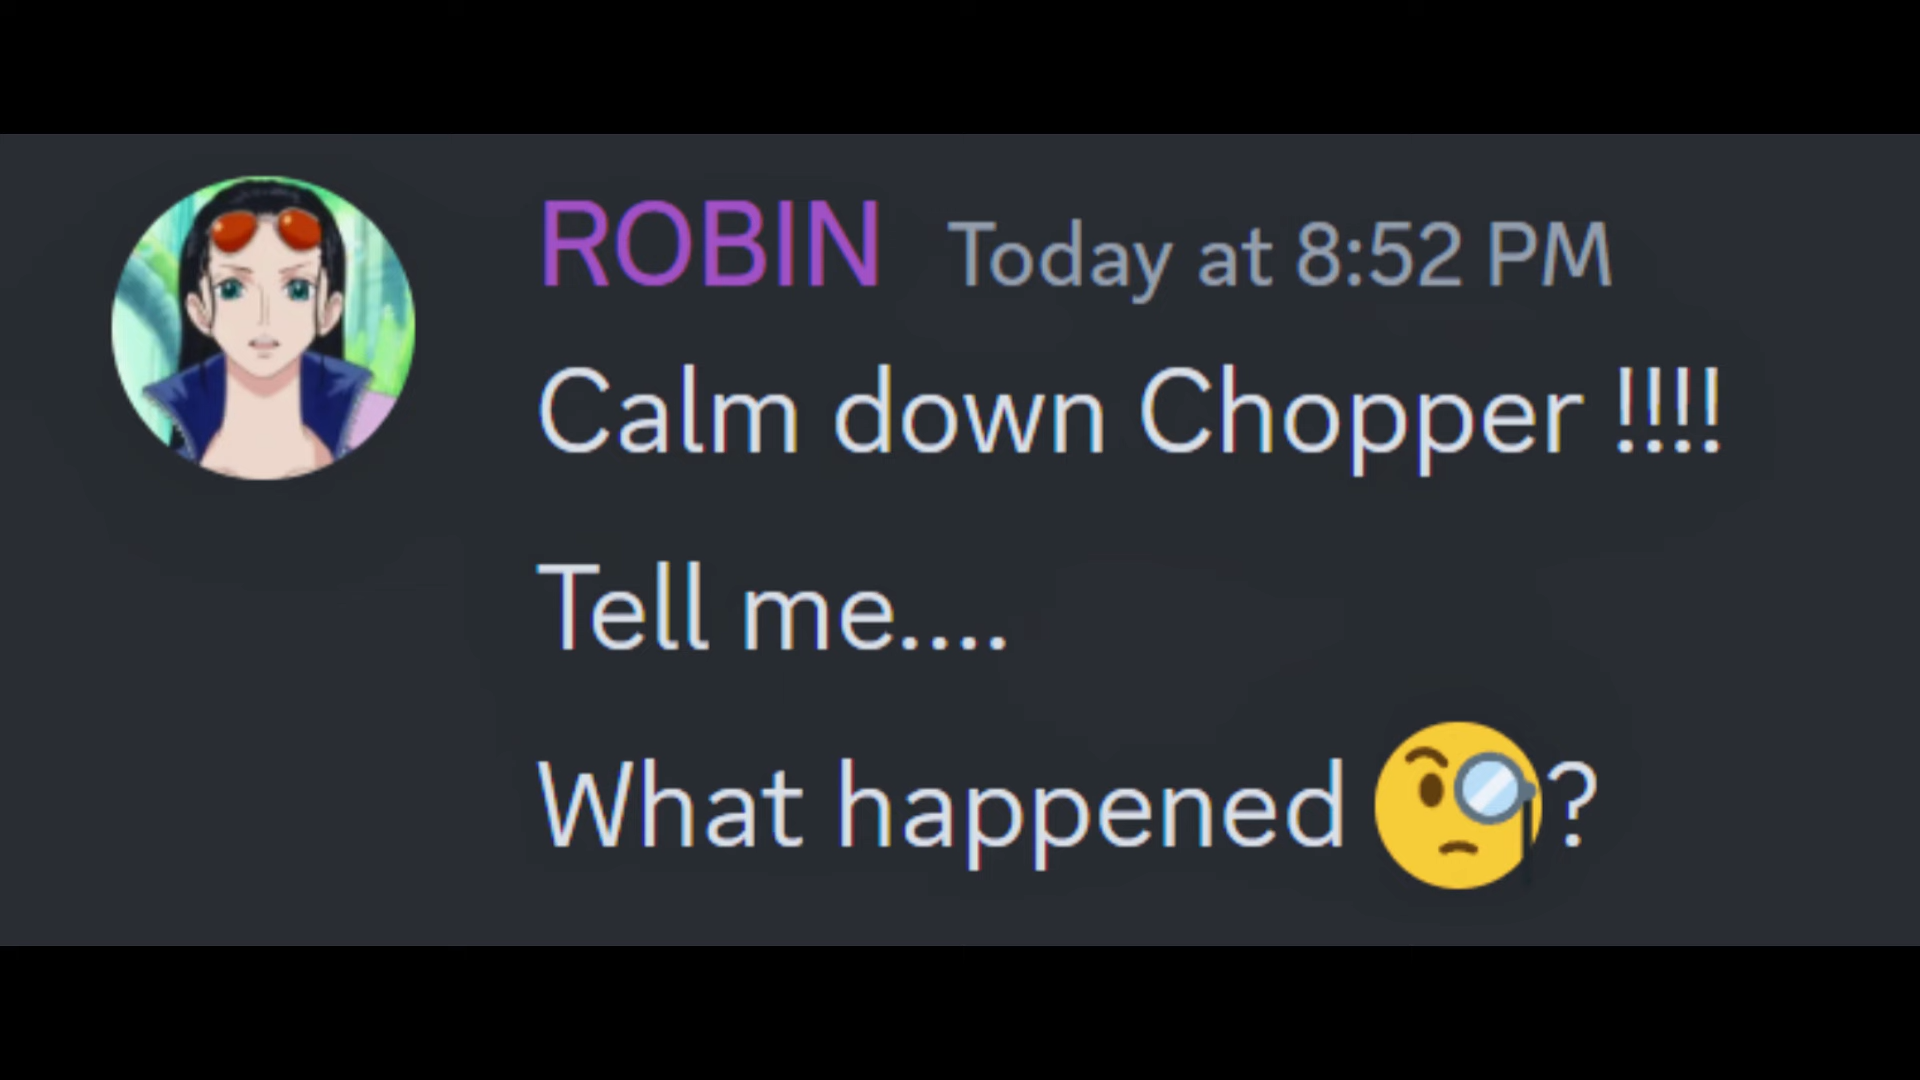 ROBIN Today at 8:52 PM
Calm down Chopper !!!!
Tell me....
What happened 🧐?